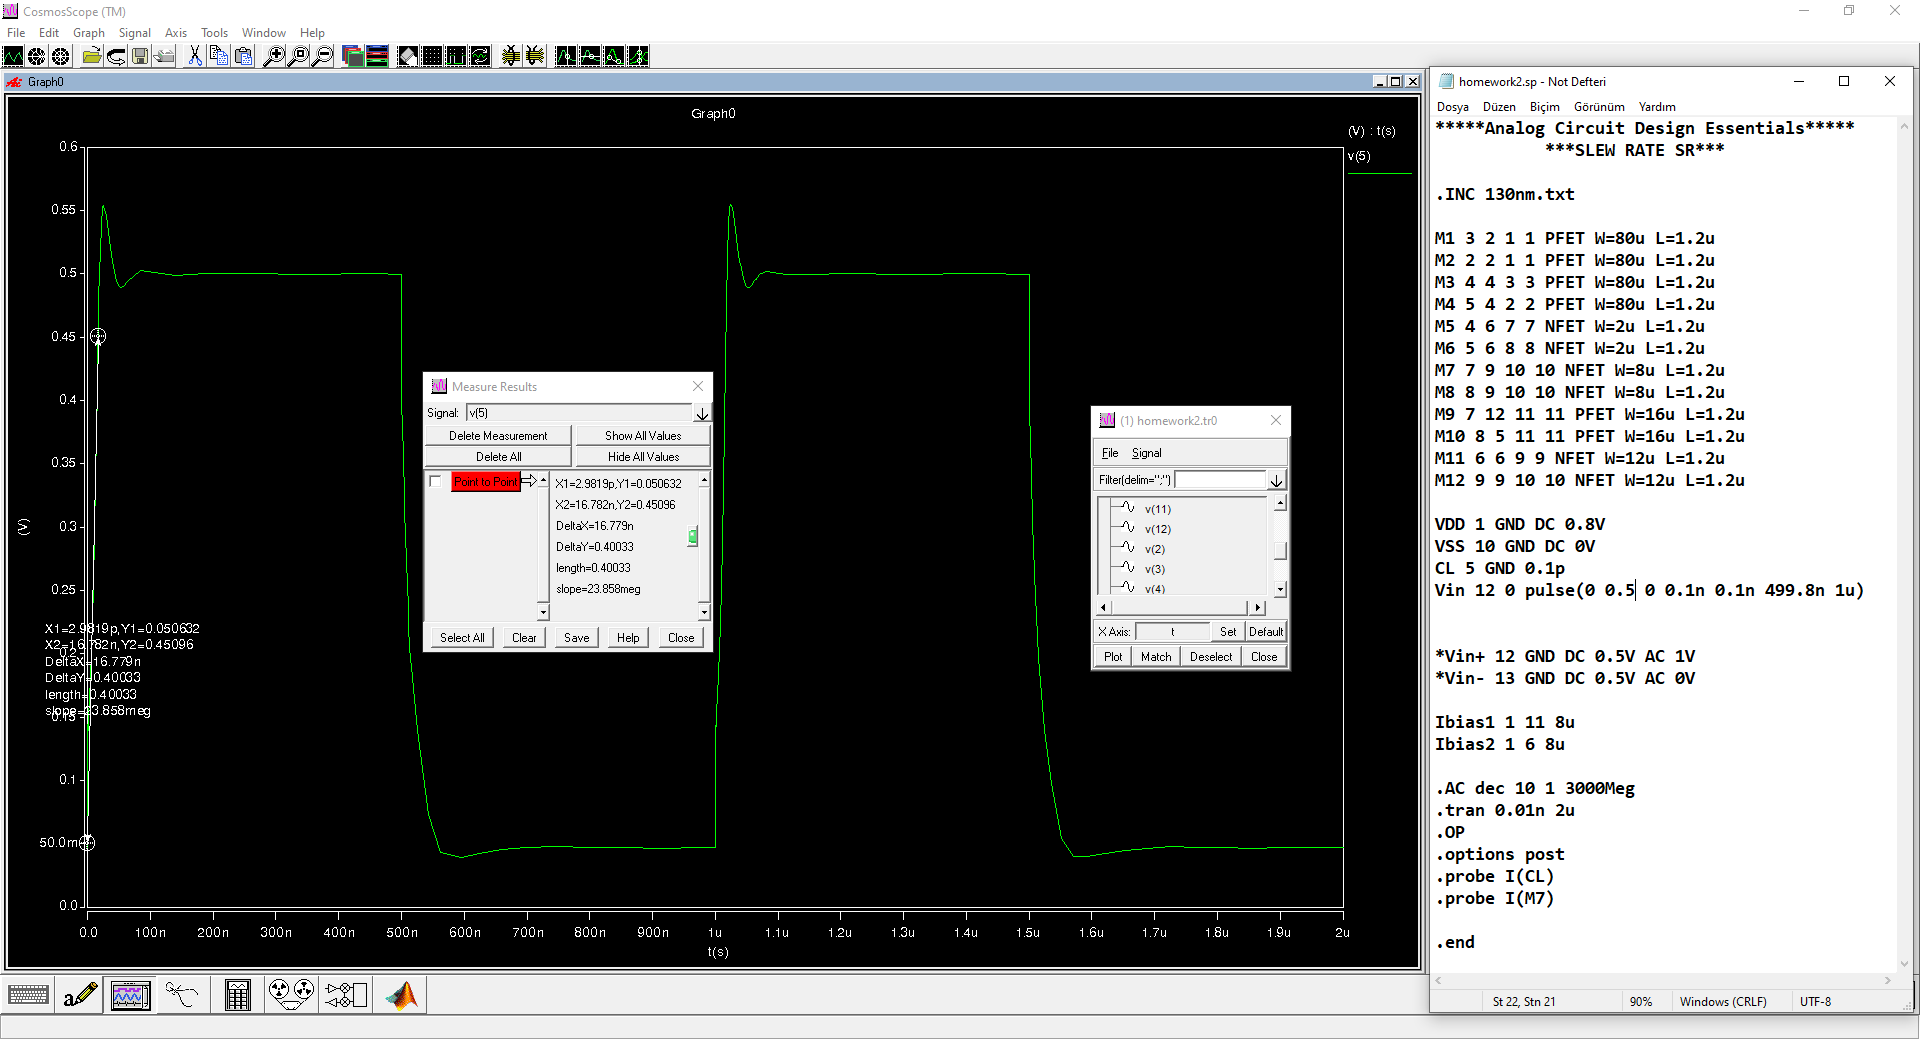 CosmosScope (TM)
File Edit Graph Signal Axis Tools Window Help
Graph0
Graph0
(V) : t(s)
v(5)
0.6
0.55
0.5
0.45
0.4
0.35
0.3
0.25
0.2
0.15
0.1
50.0m
0.0
(V)
X1=2.9819p,Y1=0.050632
X2=16.782n,Y2=0.45096
DeltaX=16.779n
DeltaY=0.40033
length=0.40033
slope=23.858meg
0.0 100n 200n 300n 400n 500n 600n 700n 800n 900n 1u 1.1u 1.2u 1.3u 1.4u 1.5u 1.6u 1.7u 1.8u 1.9u 2u
t(s)
Measure Results
Signal: v(5)
Delete Measurement Show All Values
Delete All Hide All Values
Point to Point
X1=2.9819p,Y1=0.050632
X2=16.782n,Y2=0.45096
DeltaX=16.779n
DeltaY=0.40033
length=0.40033
slope=23.858meg
Select All Clear Save Help Close
(1) homework2.tr0
File Signal
Filter(delim=";")
v(11)
v(12)
v(2)
v(3)
v(4)
X Axis: t Set Default
Plot Match Deselect Close
homework2.sp - Not Defteri
Dosya Düzen Biçim Görünüm Yardım
*****Analog Circuit Design Essentials*****
***SLEW RATE SR***
.INC 130nm.txt
M1 3 2 1 1 PFET W=80u L=1.2u
M2 2 2 1 1 PFET W=80u L=1.2u
M3 4 4 3 3 PFET W=80u L=1.2u
M4 5 4 2 2 PFET W=80u L=1.2u
M5 4 6 7 7 NFET W=2u L=1.2u
M6 5 6 8 8 NFET W=2u L=1.2u
M7 7 9 10 10 NFET W=8u L=1.2u
M8 8 9 10 10 NFET W=8u L=1.2u
M9 7 12 11 11 PFET W=16u L=1.2u
M10 8 5 11 11 PFET W=16u L=1.2u
M11 6 6 9 9 NFET W=12u L=1.2u
M12 9 9 10 10 NFET W=12u L=1.2u
VDD 1 GND DC 0.8V
VSS 10 GND DC 0V
CL 5 GND 0.1p
Vin 12 0 pulse(0 0.5 0 0.1n 0.1n 499.8n 1u)
*Vin+ 12 GND DC 0.5V AC 1V
*Vin- 13 GND DC 0.5V AC 0V
Ibias1 1 11 8u
Ibias2 1 6 8u
.AC dec 10 1 3000Meg
.tran 0.01n 2u
.OP
.options post
.probe I(CL)
.probe I(M7)
.end
St 22, Stn 21 90% Windows (CRLF) UTF-8